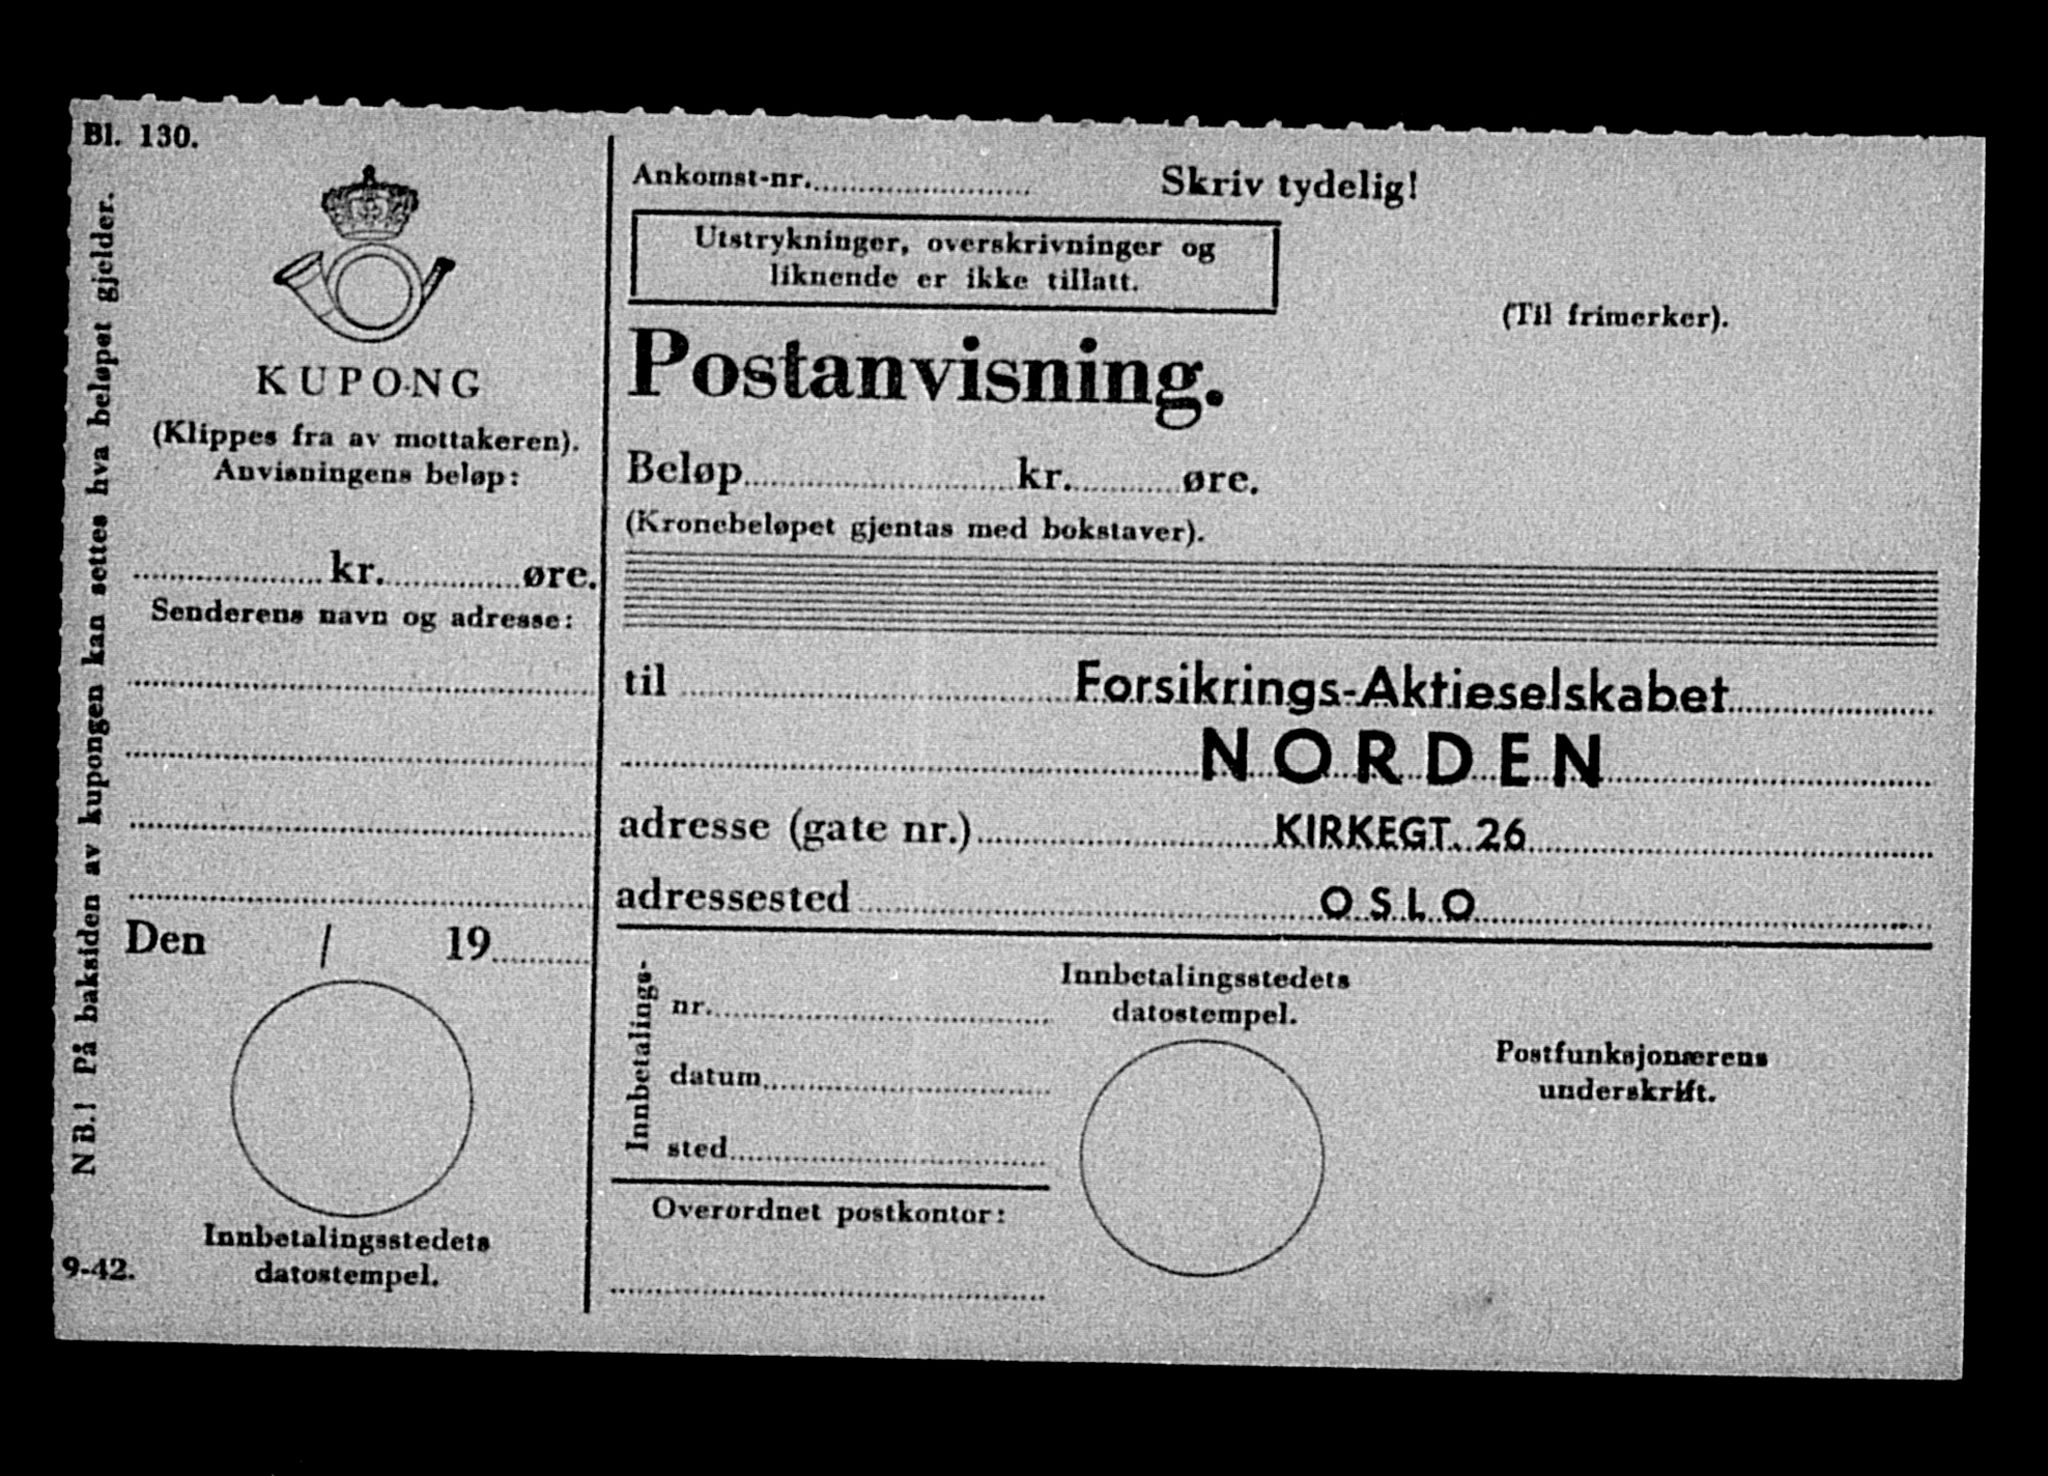 Bl. 130.
NB.! På baksiden av kupongen kan settes hva beløpet gjelder.
KUPONG
(Klippes fra av mottakeren).
Anvisningens beløp:
kr. øre.
Senderens navn og adresse:
Den / 19
Innbetalingsstedets
datostempel.
9-42.
Ankomst-nr. Skriv tydelig!
Utstrykninger, overskrivninger og
liknende er ikke tillatt.
(Til frimerker).
Postanvisning.
Beløp kr. øre.
(Kronebeløpet gjentas med bokstaver).
til Forsikrings-Aktieselskabet
NORDEN
adresse (gate nr.) KIRKEGT. 26
adressested OSLO
Innbetalings-
nr.
datum
sted
Overordnet postkontor:
Innbetalingsstedets
datostempel.
Postfunksjonærens
underskrift.